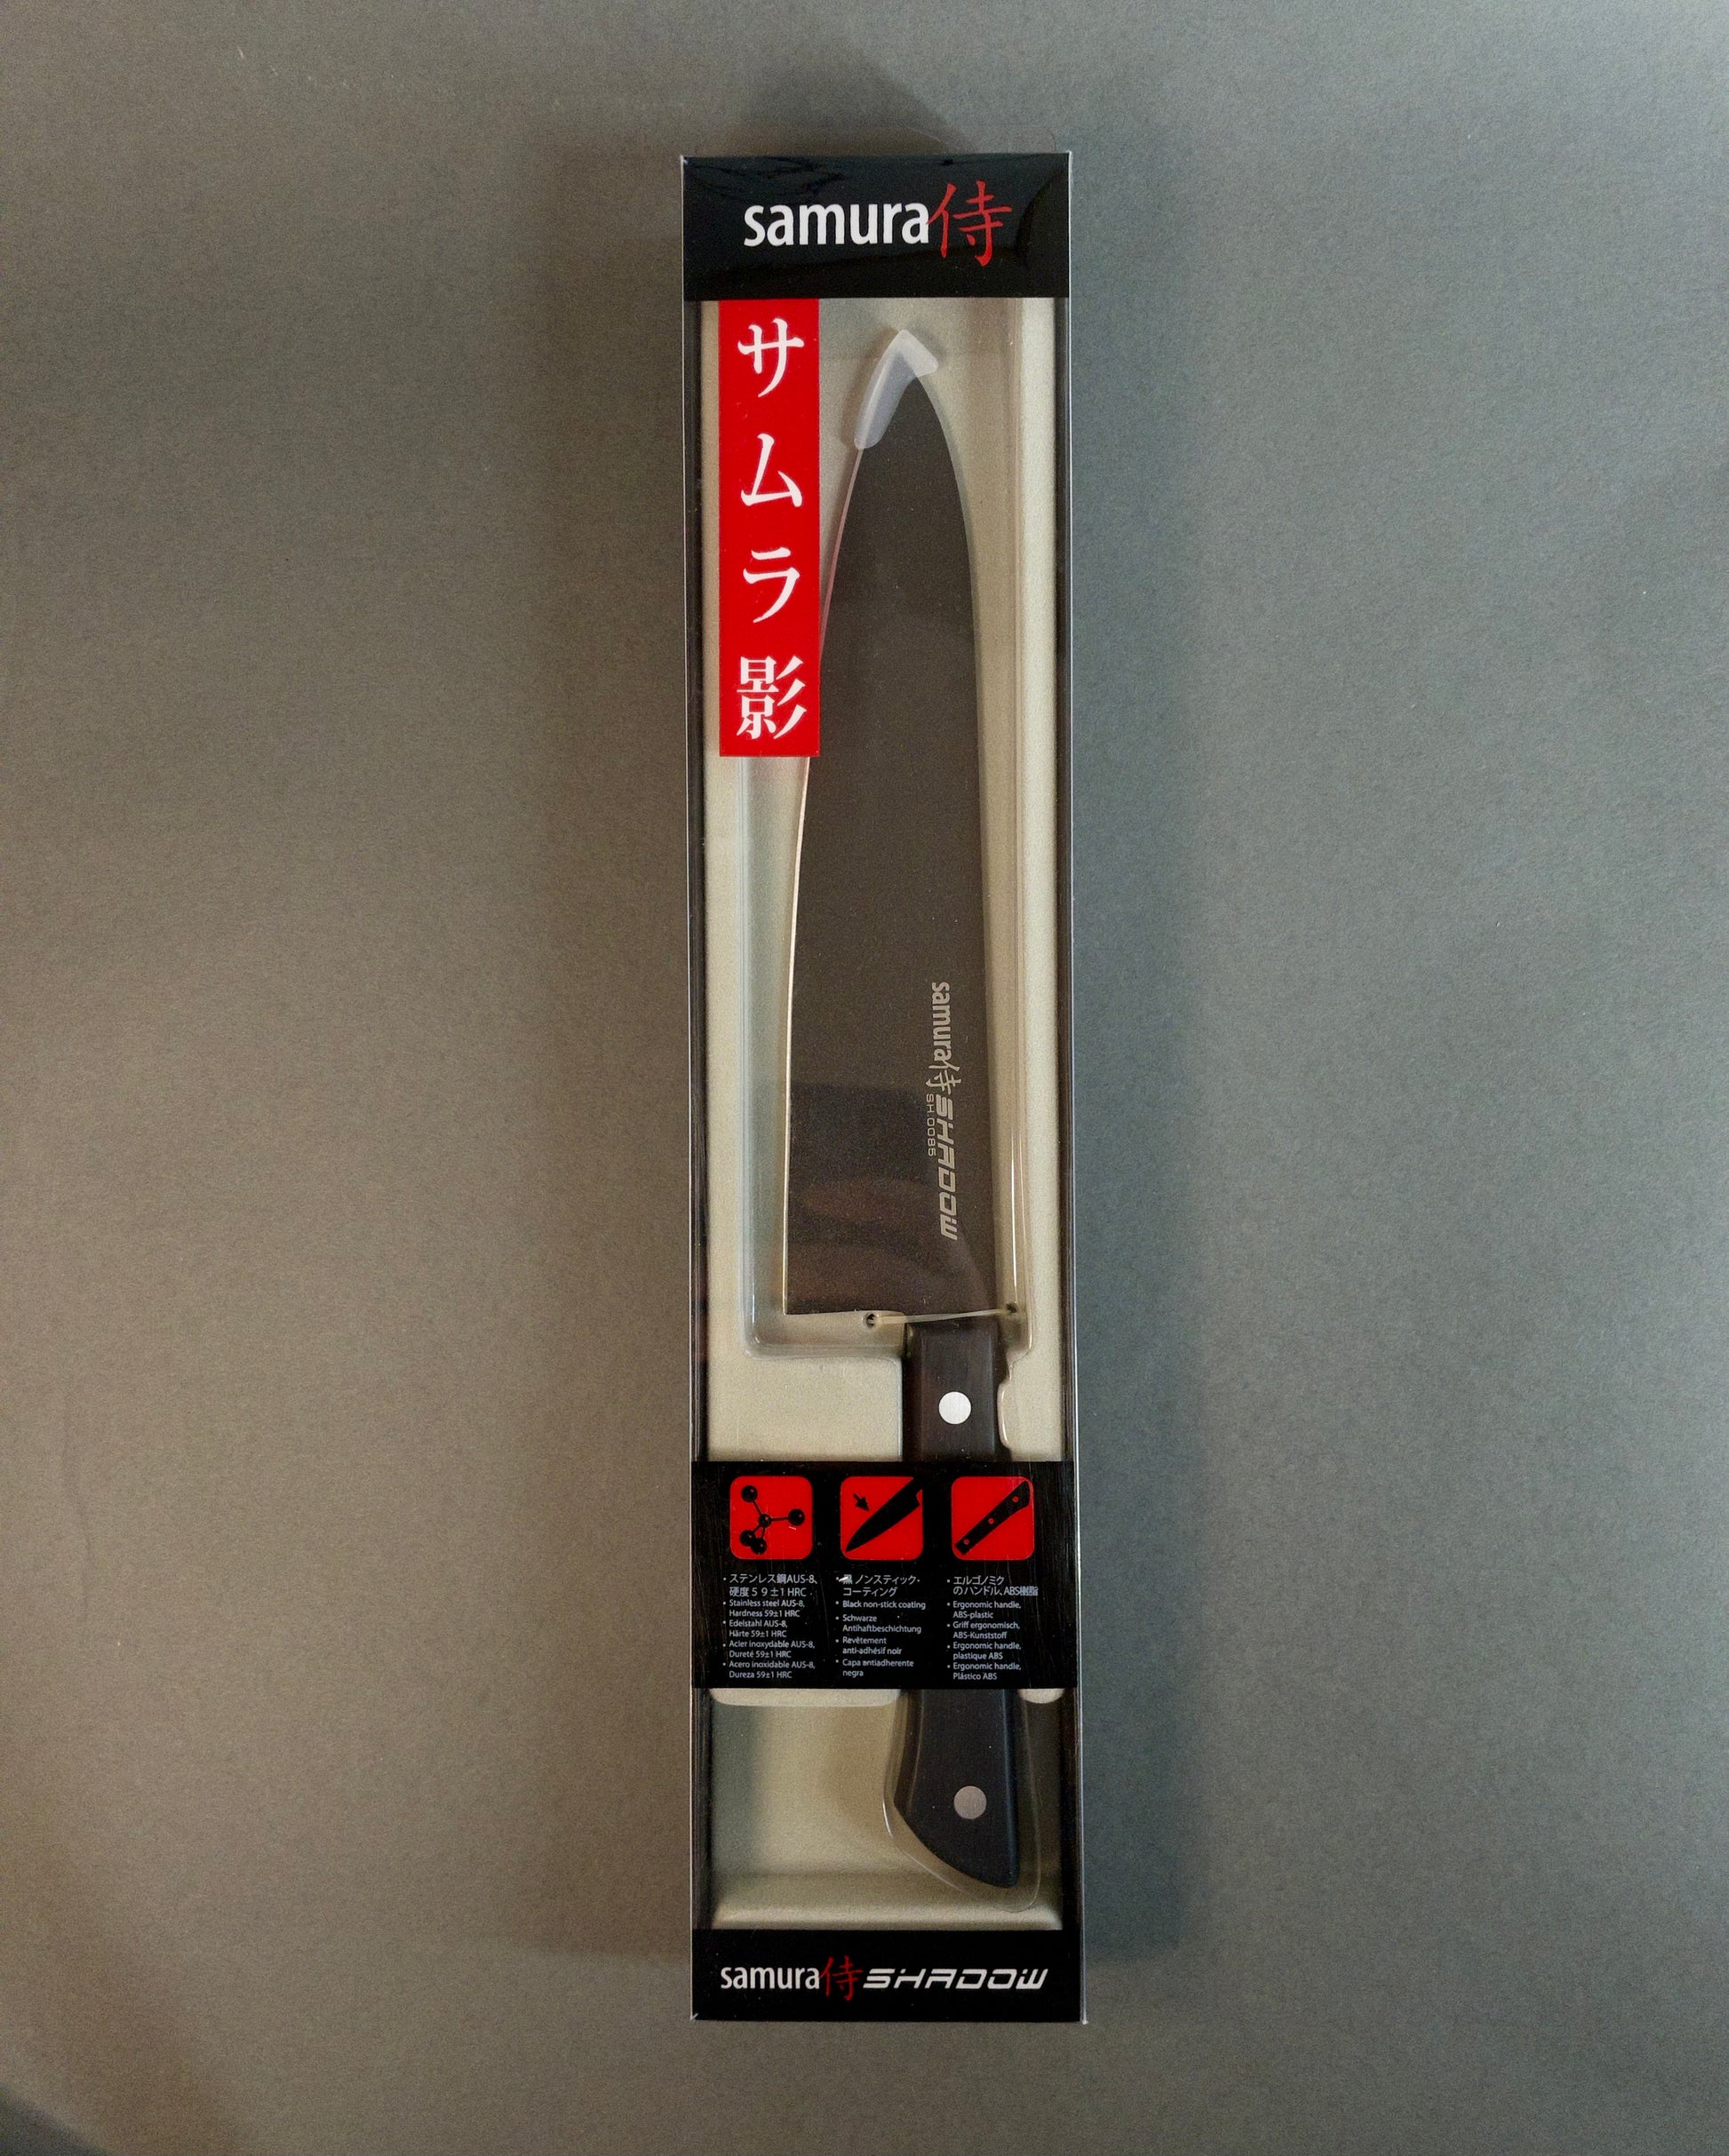 samura侍
サムラ影
samura侍SHADOW
SH 0085
・ステンレス鋼AUS-8、
硬度５９±1 HRC
• Stainless steel AUS-8,
Hardness 59±1 HRC
• Edelstahl AUS-8,
Härte 59±1 HRC
• Acier inoxydable AUS-8,
Dureté 59±1 HRC
• Acero inoxidable AUS-8,
Dureza 59±1 HRC
・黒ノンスティック・
コーティング
• Black non-stick coating
• Schwarze
Antihaftbeschichtung
• Revêtement
anti-adhésif noir
• Capa antiadherente
negra
・エルゴノミク
のハンドル、ABS樹脂
• Ergonomic handle,
ABS-plastic
• Griff ergonomisch,
ABS-Kunststoff
• Ergonomic handle,
plastique ABS
• Ergonomic handle,
Plástico ABS
samura侍SHADOW